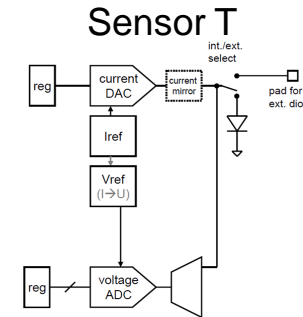 Sensor T
int./ext.
select
reg
current
DAC
current
mirror
pad for
ext. dio
Iref
Vref
(I→U)
reg
voltage
ADC